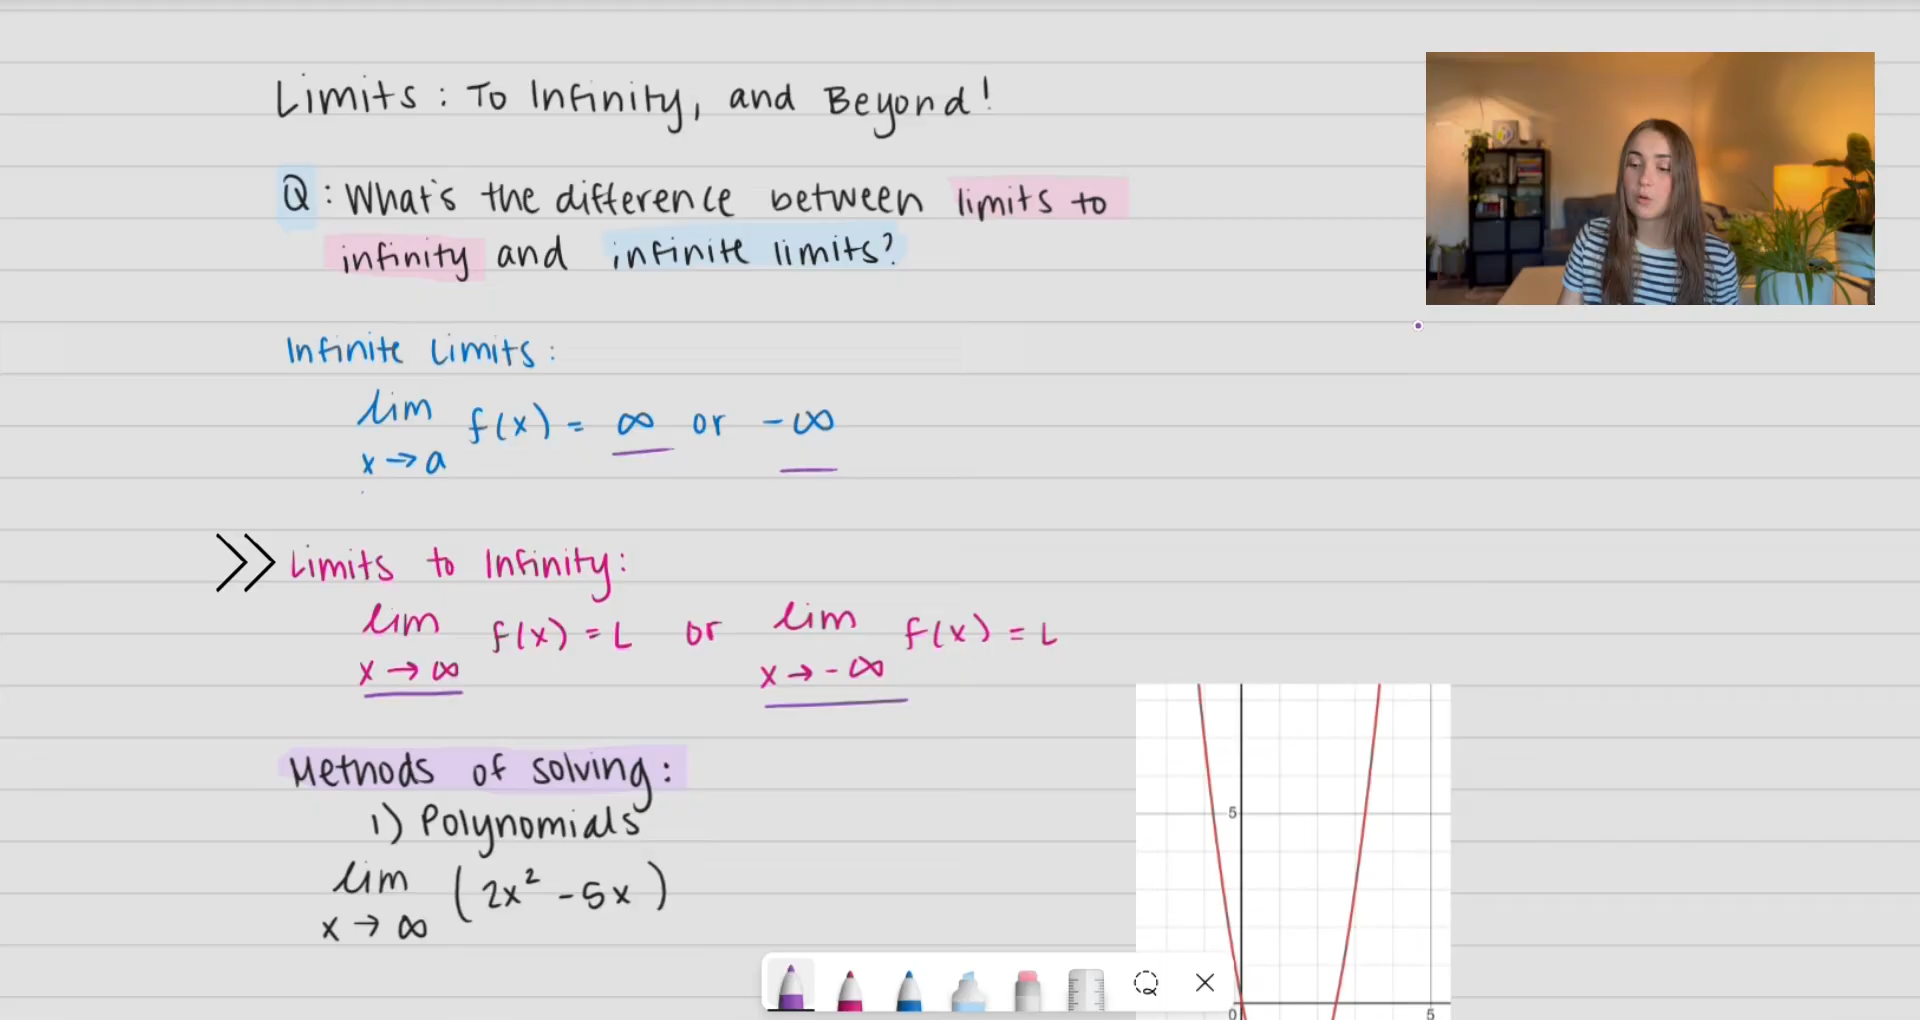 Limits: To Infinity, and Beyond!
Q: What's the difference between limits to
infinity and infinite limits?
Infinite Limits:
lim f(x) = ∞ or -∞
x → a
>> Limits to Infinity:
lim f(x) = L or lim f(x) = L
x → ∞ x → - ∞
Methods of solving:
1) Polynomials
lim (2x² - 5x)
x → ∞
5
0 5